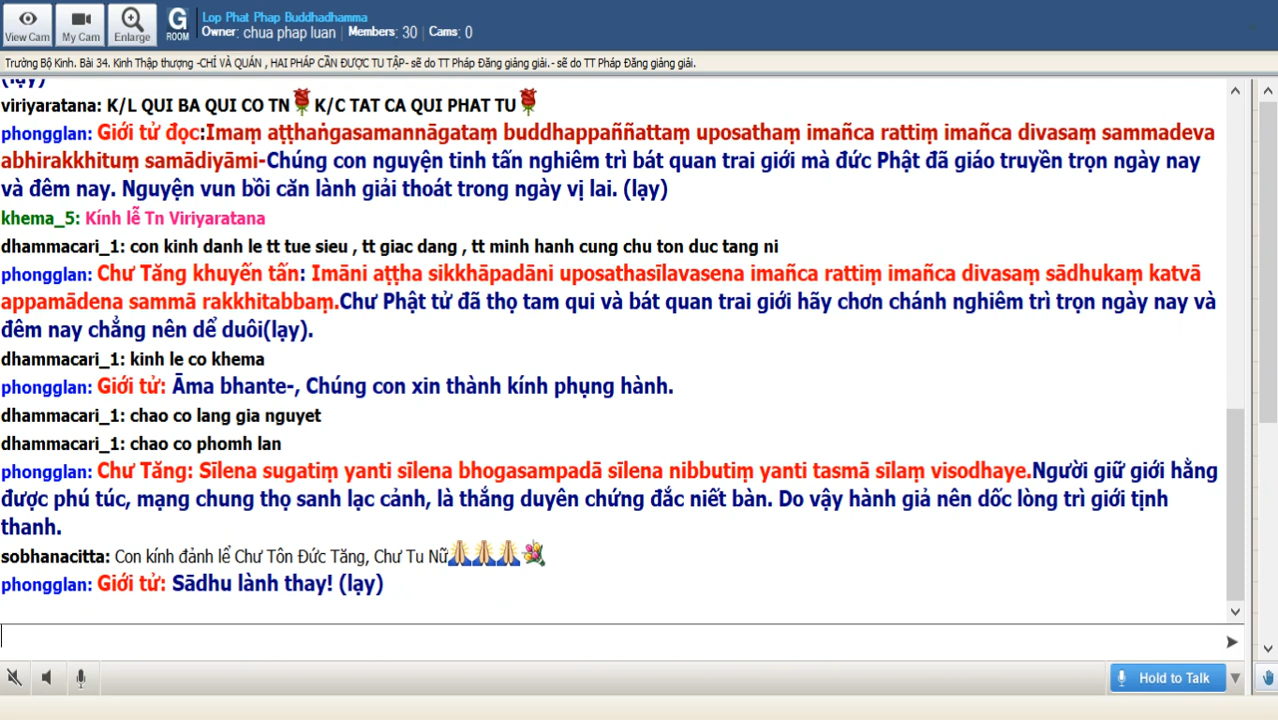 View Cam
My Cam
Enlarge
G
ROOM
Lop Phat Phap Buddhadhamma
Owner: chua phap luan | Members: 30 | Cams: 0
Trường Bộ Kinh. Bài 34. Kinh Thập thượng -CHỈ VÀ QUÁN , HAI PHÁP CẦN ĐƯỢC TU TẬP- sẽ do TT Pháp Đăng giảng giải.- sẽ do TT Pháp Đăng giảng giải.
(lạy)
viriyaratana: K/L QUI BA QUI CO TN K/C TAT CA QUI PHAT TU
phongglan: Giới tử đọc:Imaṃ aṭṭhaṅgasamannāgataṃ buddhappaññattaṃ uposathaṃ imañca rattiṃ imañca divasaṃ sammadeva
abhirakkhituṃ samādiyāmi-Chúng con nguyện tinh tấn nghiêm trì bát quan trai giới mà đức Phật đã giáo truyền trọn ngày nay
và đêm nay. Nguyện vun bồi căn lành giải thoát trong ngày vị lai. (lạy)
khema_5: Kính lễ Tn Viriyaratana
dhammacari_1: con kinh danh le tt tue sieu , tt giac dang , tt minh hanh cung chu ton duc tang ni
phongglan: Chư Tăng khuyến tấn: Imāni aṭṭha sikkhāpadāni uposathasīlavasena imañca rattiṃ imañca divasaṃ sādhukaṃ katvā
appamādena sammā rakkhitabbaṃ.Chư Phật tử đã thọ tam qui và bát quan trai giới hãy chơn chánh nghiêm trì trọn ngày nay và
đêm nay chẳng nên dể duôi(lạy).
dhammacari_1: kinh le co khema
phongglan: Giới tử: Āma bhante-, Chúng con xin thành kính phụng hành.
dhammacari_1: chao co lang gia nguyet
dhammacari_1: chao co phomh lan
phongglan: Chư Tăng: Sīlena sugatiṃ yanti sīlena bhogasampadā sīlena nibbutiṃ yanti tasmā sīlaṃ visodhaye.Người giữ giới hằng
được phú túc, mạng chung thọ sanh lạc cảnh, là thắng duyên chứng đắc niết bàn. Do vậy hành giả nên dốc lòng trì giới tịnh
thanh.
sobhanacitta: Con kính đảnh lể Chư Tôn Đức Tăng, Chư Tu Nữ
phongglan: Giới tử: Sādhu lành thay! (lạy)
Hold to Talk